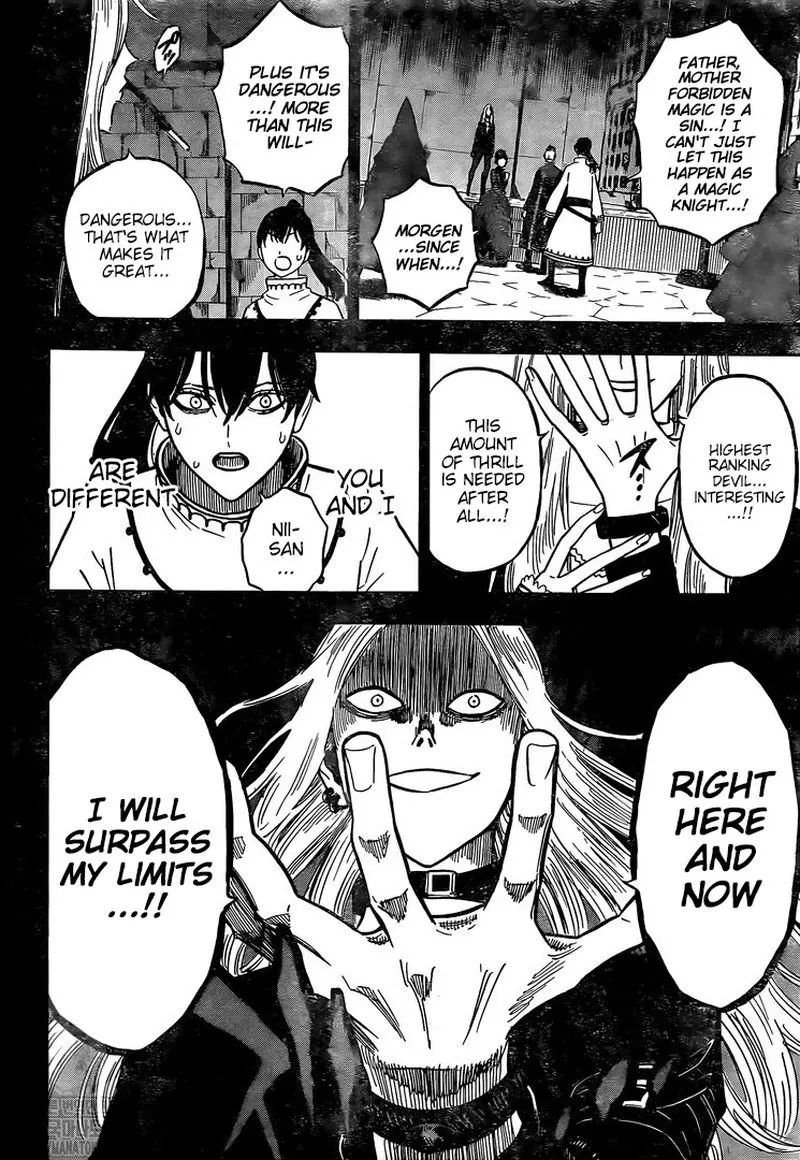 FATHER,
MOTHER
FORBIDDEN
MAGIC IS A
SIN...! I
CAN'T JUST
LET THIS
HAPPEN AS
A MAGIC
KNIGHT...!
MORGEN
...SINCE
WHEN...!
PLUS IT'S
DANGEROUS
...! MORE
THAN THIS
WILL-
DANGEROUS...
THAT'S WHAT
MAKES IT
GREAT...
HIGHEST
RANKING
DEVIL...
INTERESTING
...!!
THIS
AMOUNT
OF THRILL
IS NEEDED
AFTER
ALL...!
YOU
AND I
NII-
SAN
...
ARE
DIFFERENT
RIGHT
HERE
AND
NOW
I WILL
SURPASS
MY LIMITS
...!!